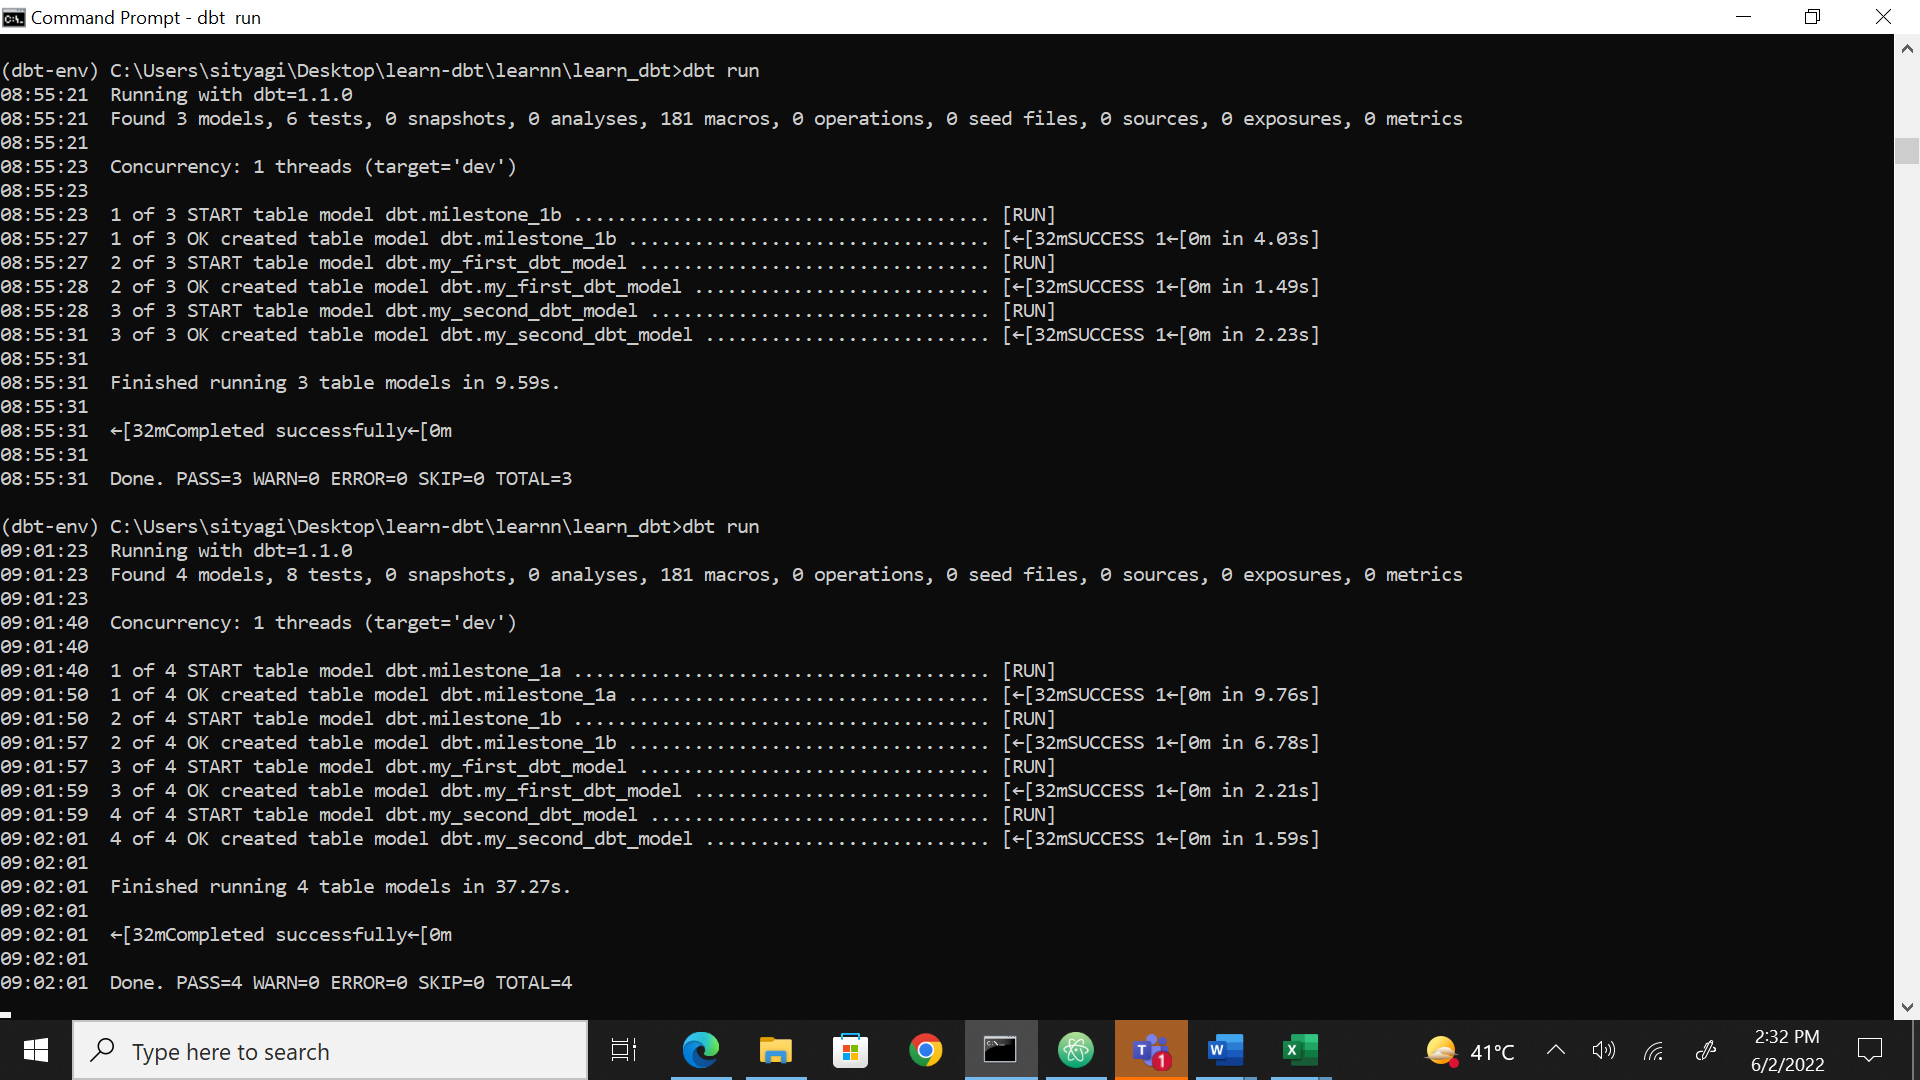 Command Prompt - dbt  run
(dbt-env) C:\Users\sityagi\Desktop\learn-dbt\learnn\learn_dbt>dbt run
08:55:21  Running with dbt=1.1.0
08:55:21  Found 3 models, 6 tests, 0 snapshots, 0 analyses, 181 macros, 0 operations, 0 seed files, 0 sources, 0 exposures, 0 metrics
08:55:21
08:55:23  Concurrency: 1 threads (target='dev')
08:55:23
08:55:23  1 of 3 START table model dbt.milestone_1b ...................................... [RUN]
08:55:27  1 of 3 OK created table model dbt.milestone_1b ................................. [←[32mSUCCESS 1←[0m in 4.03s]
08:55:27  2 of 3 START table model dbt.my_first_dbt_model ................................ [RUN]
08:55:28  2 of 3 OK created table model dbt.my_first_dbt_model ........................... [←[32mSUCCESS 1←[0m in 1.49s]
08:55:28  3 of 3 START table model dbt.my_second_dbt_model ............................... [RUN]
08:55:31  3 of 3 OK created table model dbt.my_second_dbt_model .......................... [←[32mSUCCESS 1←[0m in 2.23s]
08:55:31
08:55:31  Finished running 3 table models in 9.59s.
08:55:31
08:55:31  ←[32mCompleted successfully←[0m
08:55:31
08:55:31  Done. PASS=3 WARN=0 ERROR=0 SKIP=0 TOTAL=3
(dbt-env) C:\Users\sityagi\Desktop\learn-dbt\learnn\learn_dbt>dbt run
09:01:23  Running with dbt=1.1.0
09:01:23  Found 4 models, 8 tests, 0 snapshots, 0 analyses, 181 macros, 0 operations, 0 seed files, 0 sources, 0 exposures, 0 metrics
09:01:23
09:01:40  Concurrency: 1 threads (target='dev')
09:01:40
09:01:40  1 of 4 START table model dbt.milestone_1a ...................................... [RUN]
09:01:50  1 of 4 OK created table model dbt.milestone_1a ................................. [←[32mSUCCESS 1←[0m in 9.76s]
09:01:50  2 of 4 START table model dbt.milestone_1b ...................................... [RUN]
09:01:57  2 of 4 OK created table model dbt.milestone_1b ................................. [←[32mSUCCESS 1←[0m in 6.78s]
09:01:57  3 of 4 START table model dbt.my_first_dbt_model ................................ [RUN]
09:01:59  3 of 4 OK created table model dbt.my_first_dbt_model ........................... [←[32mSUCCESS 1←[0m in 2.21s]
09:01:59  4 of 4 START table model dbt.my_second_dbt_model ............................... [RUN]
09:02:01  4 of 4 OK created table model dbt.my_second_dbt_model .......................... [←[32mSUCCESS 1←[0m in 1.59s]
09:02:01
09:02:01  Finished running 4 table models in 37.27s.
09:02:01
09:02:01  ←[32mCompleted successfully←[0m
09:02:01
09:02:01  Done. PASS=4 WARN=0 ERROR=0 SKIP=0 TOTAL=4
Type here to search
1
41°C
2:32 PM
6/2/2022